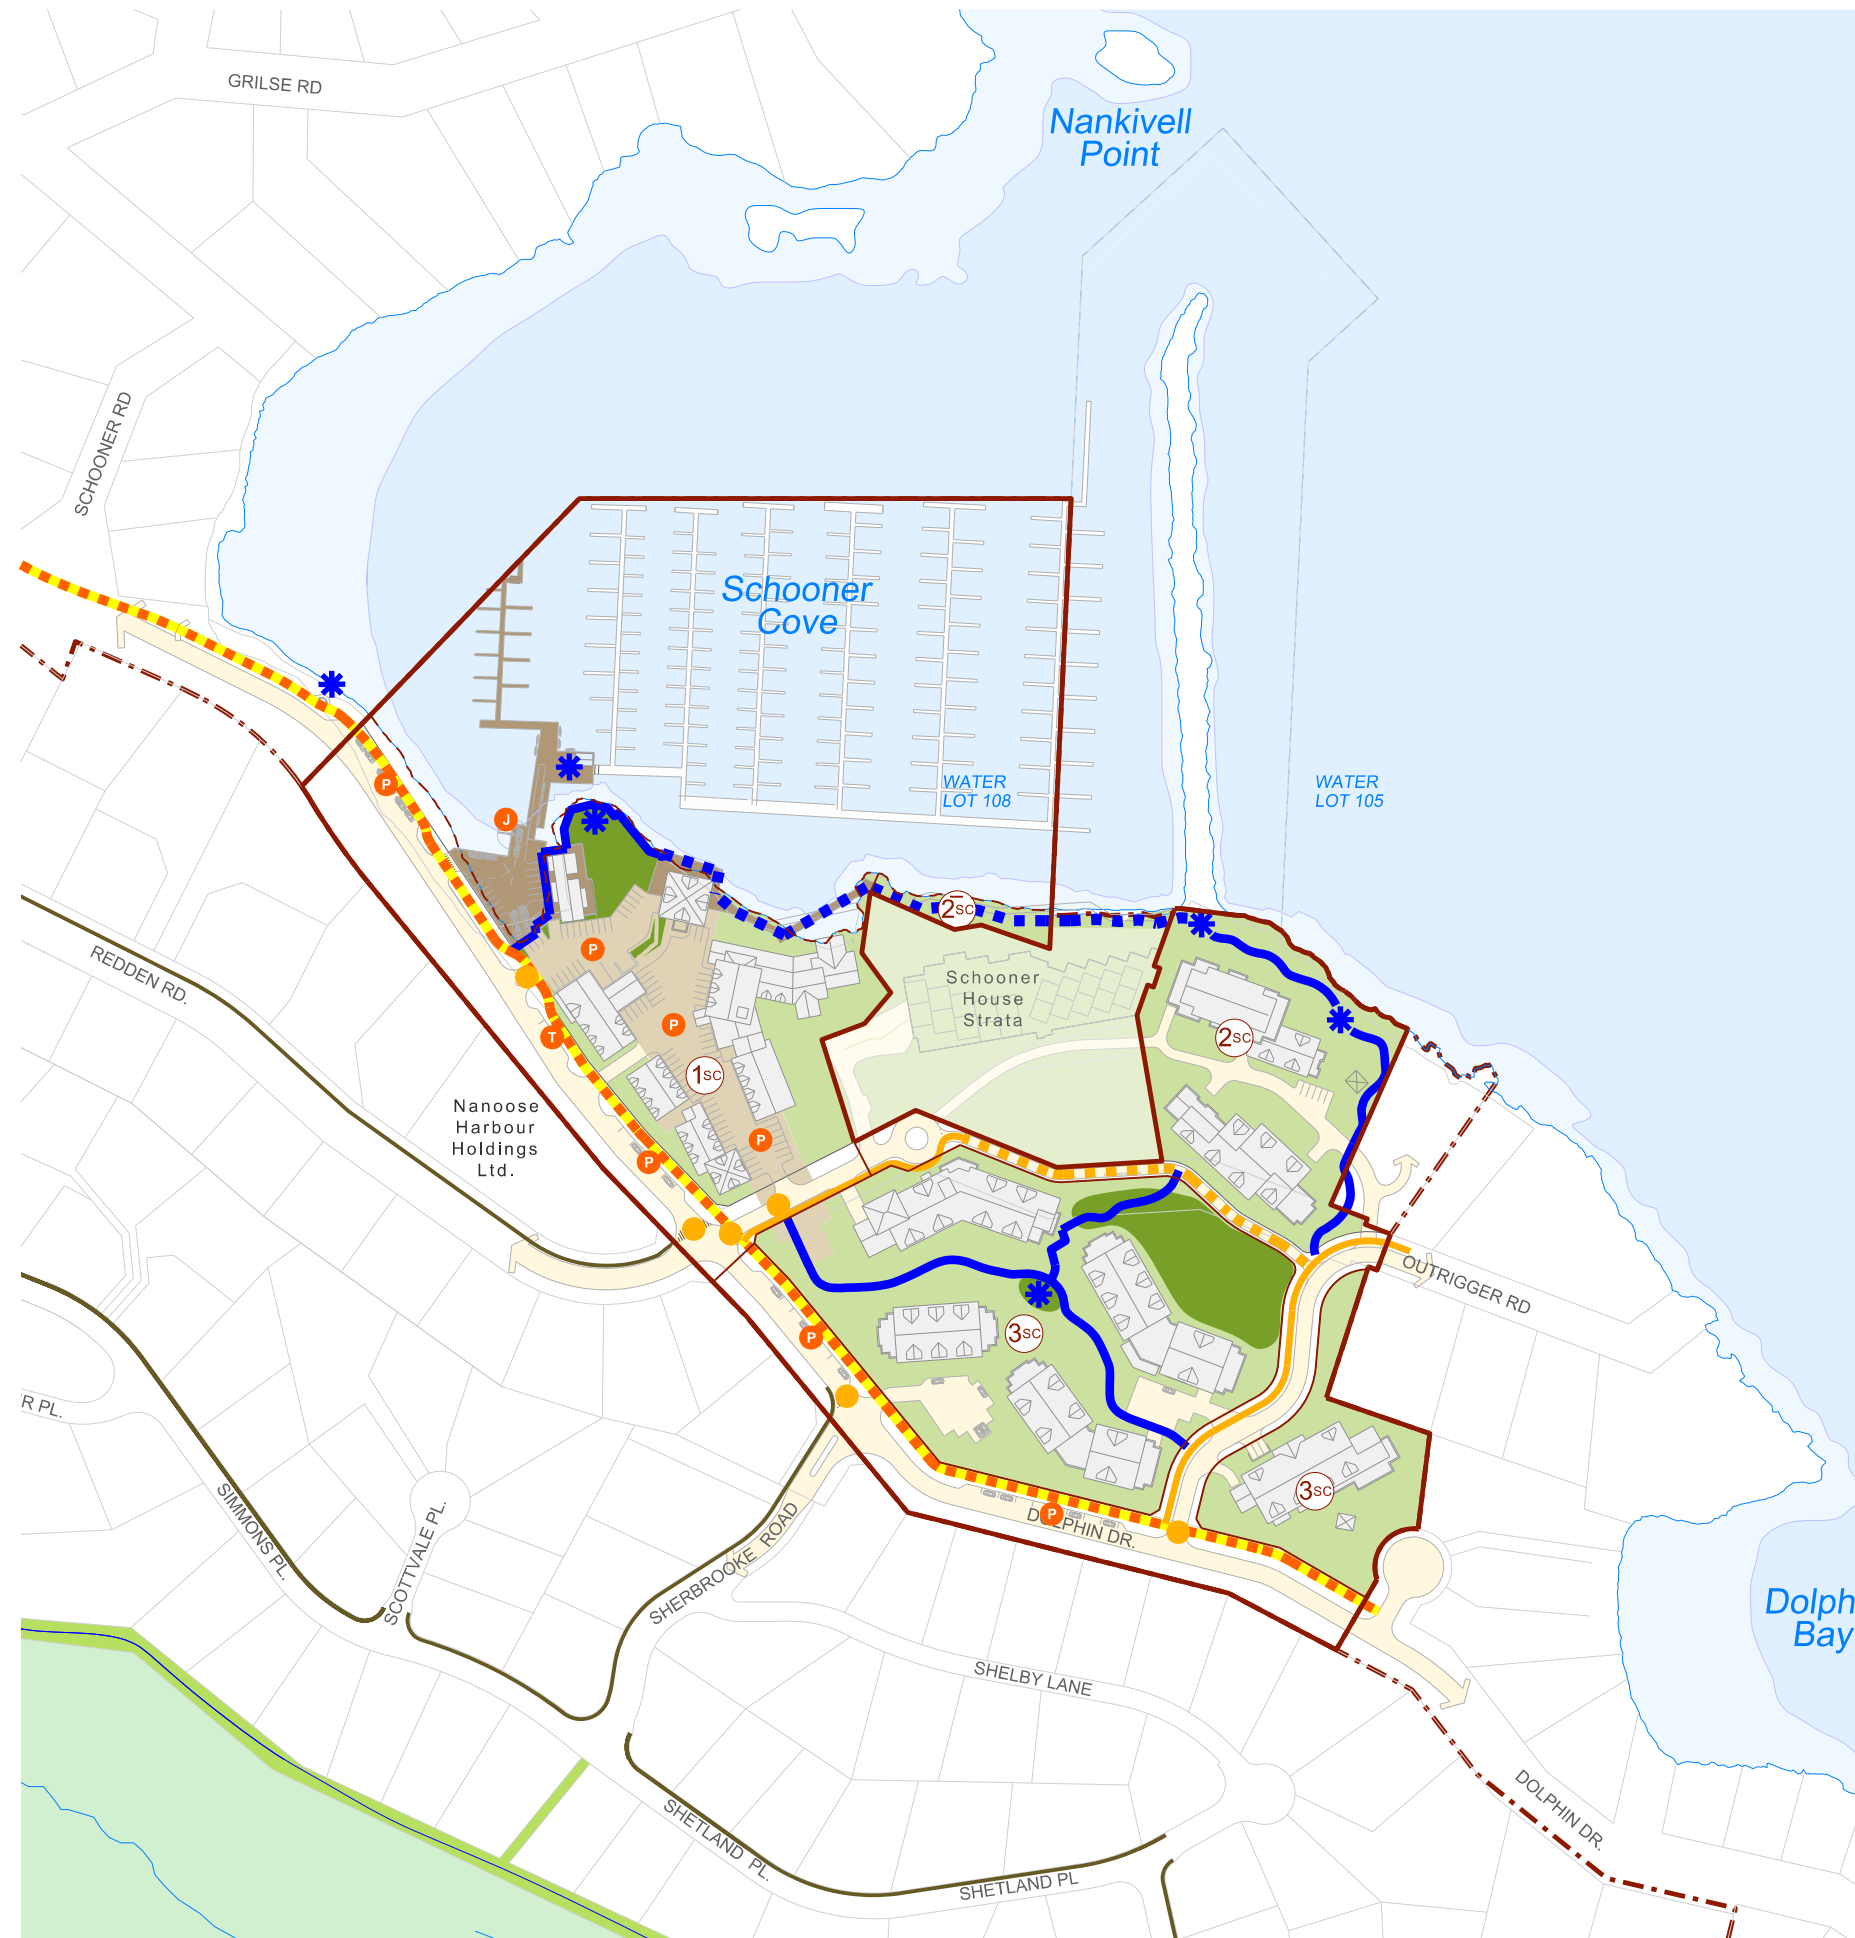 GRILSE RD
Nankivell
Point
SCHOONER RD
Schooner
Cove
WATER
LOT 108
WATER
LOT 105
P
J
2SC
REDDEN RD.
P
Schooner
House
Strata
P
T
2SC
1SC
Nanoose
Harbour
Holdings
Ltd.
P
P
OUTRIGGER RD
P
3SC
R PL.
SIMMONS PL.
SCOTTVALE PL.
SHERBROOKE ROAD
P
DOLPHIN DR.
3SC
Dolph
Bay
SHELBY LANE
DOLPHIN DR.
SHETLAND PL.
SHETLAND PL